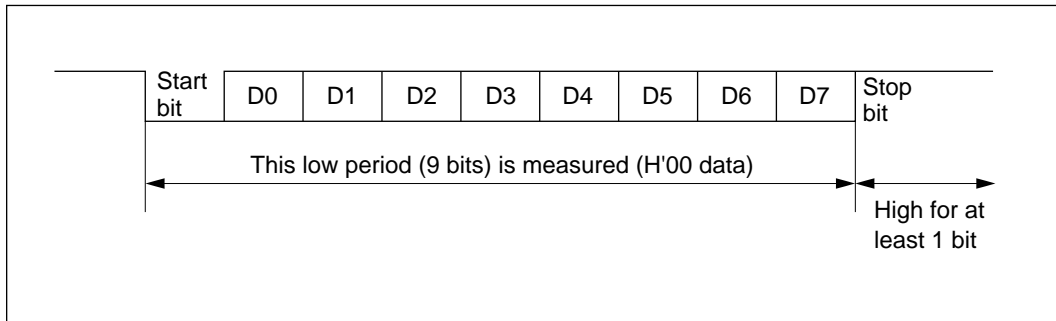 Start bit D0 D1 D2 D3 D4 D5 D6 D7 Stop bit
This low period (9 bits) is measured (H'00 data)
High for at
least 1 bit